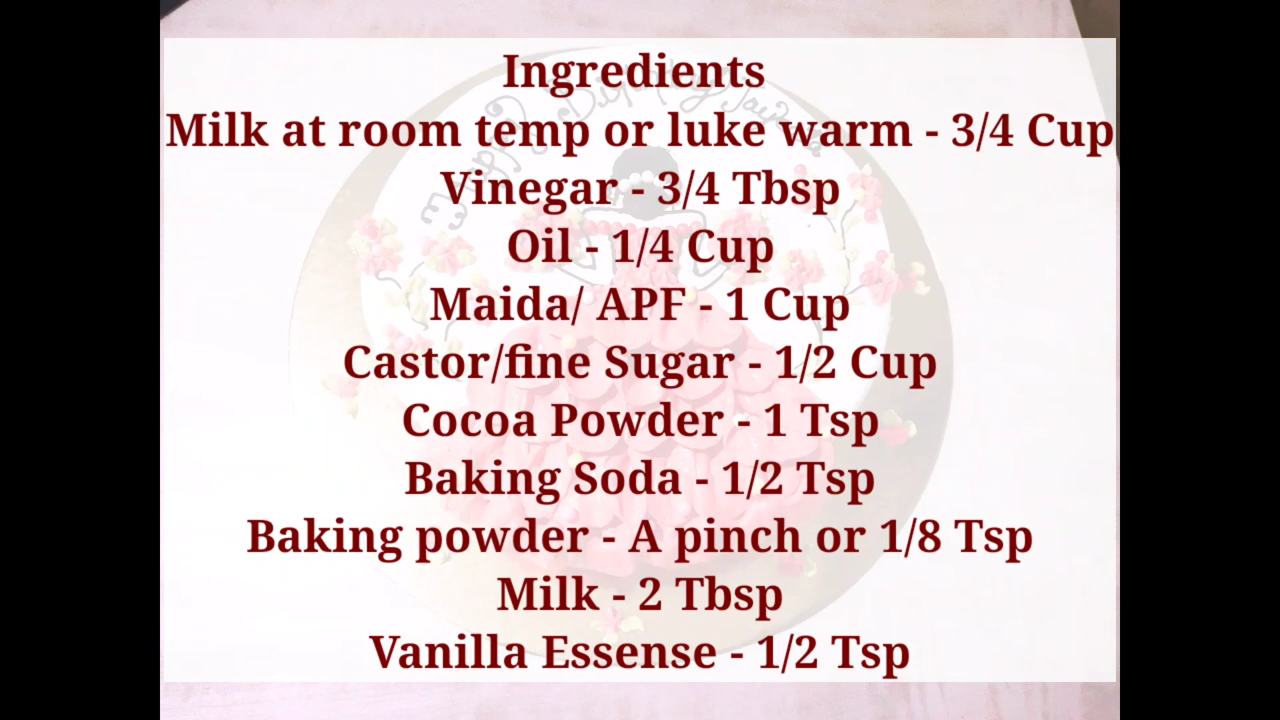 Ingredients
Milk at room temp or luke warm - 3/4 Cup
Vinegar - 3/4 Tbsp
Oil - 1/4 Cup
Maida/ APF - 1 Cup
Castor/fine Sugar - 1/2 Cup
Cocoa Powder - 1 Tsp
Baking Soda - 1/2 Tsp
Baking powder - A pinch or 1/8 Tsp
Milk - 2 Tbsp
Vanilla Essense - 1/2 Tsp